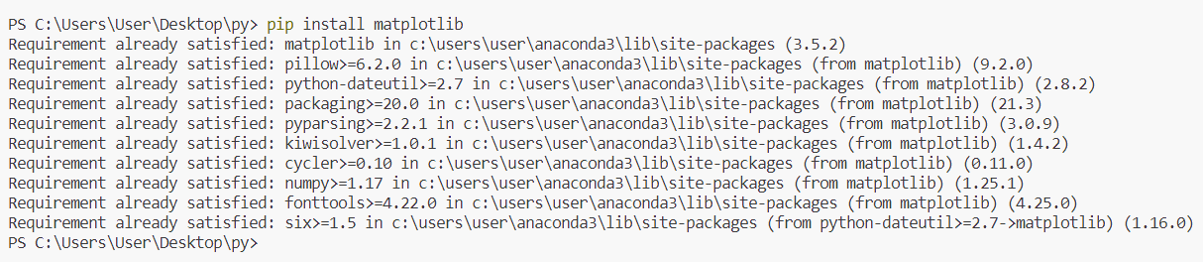 PS C:\Users\User\Desktop\py> pip install matplotlib
Requirement already satisfied: matplotlib in c:\users\user\anaconda3\lib\site-packages (3.5.2)
Requirement already satisfied: pillow>=6.2.0 in c:\users\user\anaconda3\lib\site-packages (from matplotlib) (9.2.0)
Requirement already satisfied: python-dateutil>=2.7 in c:\users\user\anaconda3\lib\site-packages (from matplotlib) (2.8.2)
Requirement already satisfied: packaging>=20.0 in c:\users\user\anaconda3\lib\site-packages (from matplotlib) (21.3)
Requirement already satisfied: pyparsing>=2.2.1 in c:\users\user\anaconda3\lib\site-packages (from matplotlib) (3.0.9)
Requirement already satisfied: kiwisolver>=1.0.1 in c:\users\user\anaconda3\lib\site-packages (from matplotlib) (1.4.2)
Requirement already satisfied: cycler>=0.10 in c:\users\user\anaconda3\lib\site-packages (from matplotlib) (0.11.0)
Requirement already satisfied: numpy>=1.17 in c:\users\user\anaconda3\lib\site-packages (from matplotlib) (1.25.1)
Requirement already satisfied: fonttools>=4.22.0 in c:\users\user\anaconda3\lib\site-packages (from matplotlib) (4.25.0)
Requirement already satisfied: six>=1.5 in c:\users\user\anaconda3\lib\site-packages (from python-dateutil>=2.7->matplotlib) (1.16.0)
PS C:\Users\User\Desktop\py>